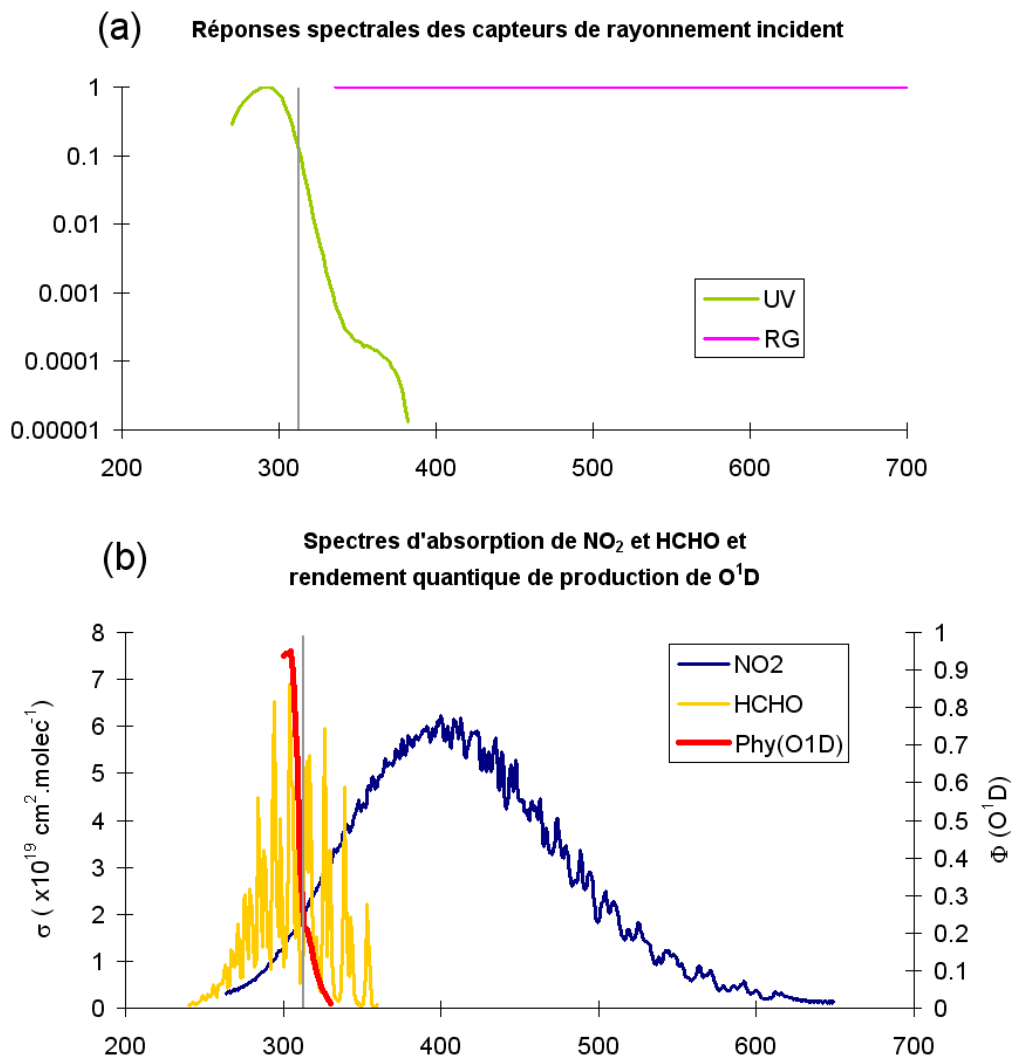 (a)
Réponses spectrales des capteurs de rayonnement incident
1
0.1
0.01
0.001
0.0001
0.00001
200 300 400 500 600 700
UV
RG
(b)
Spectres d'absorption de NO₂ et HCHO et
rendement quantique de production de O¹D
8
7
6
5
4
3
2
1
0
σ ( x10¹⁹ cm².molec⁻¹)
1
0.9
0.8
0.7
0.6
0.5
0.4
0.3
0.2
0.1
0
Φ (O¹D)
NO2
HCHO
Phy(O1D)
200 300 400 500 600 700